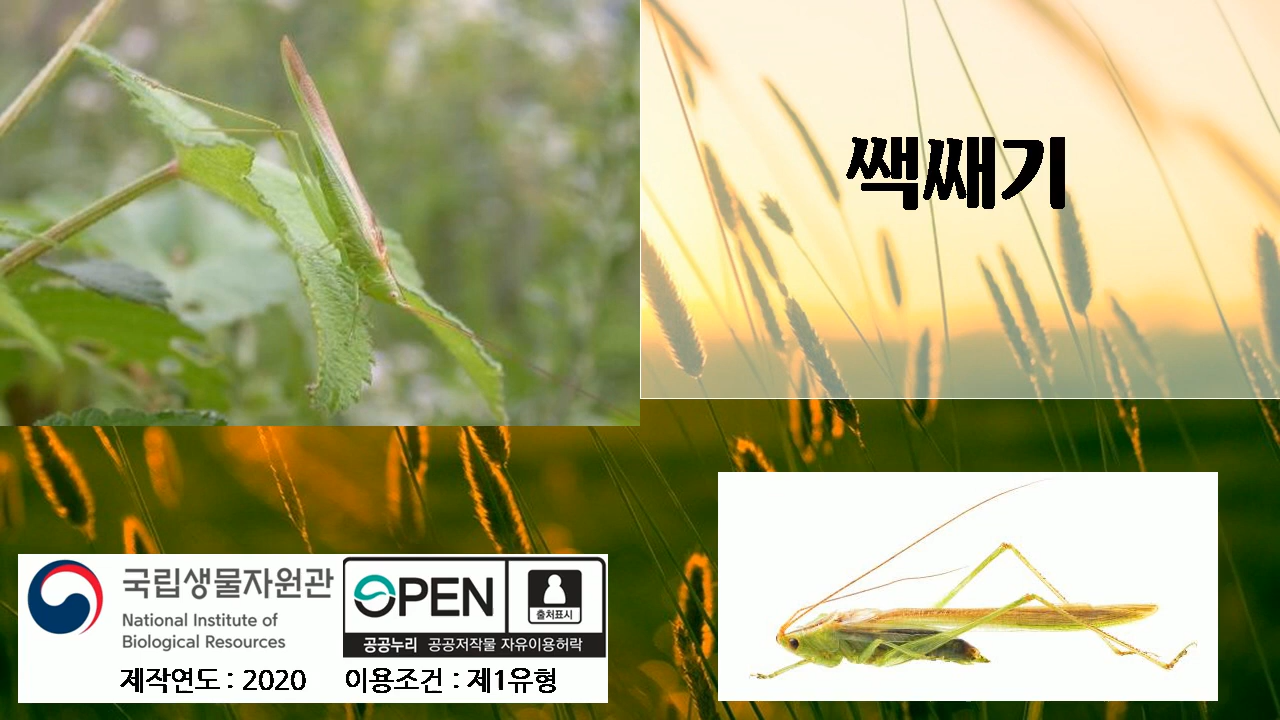 쌕쌔기
국립생물자원관
National Institute of
Biological Resources
OPEN
출처표시
공공누리 공공저작물 자유이용허락
제작연도 : 2020 이용조건 : 제1유형